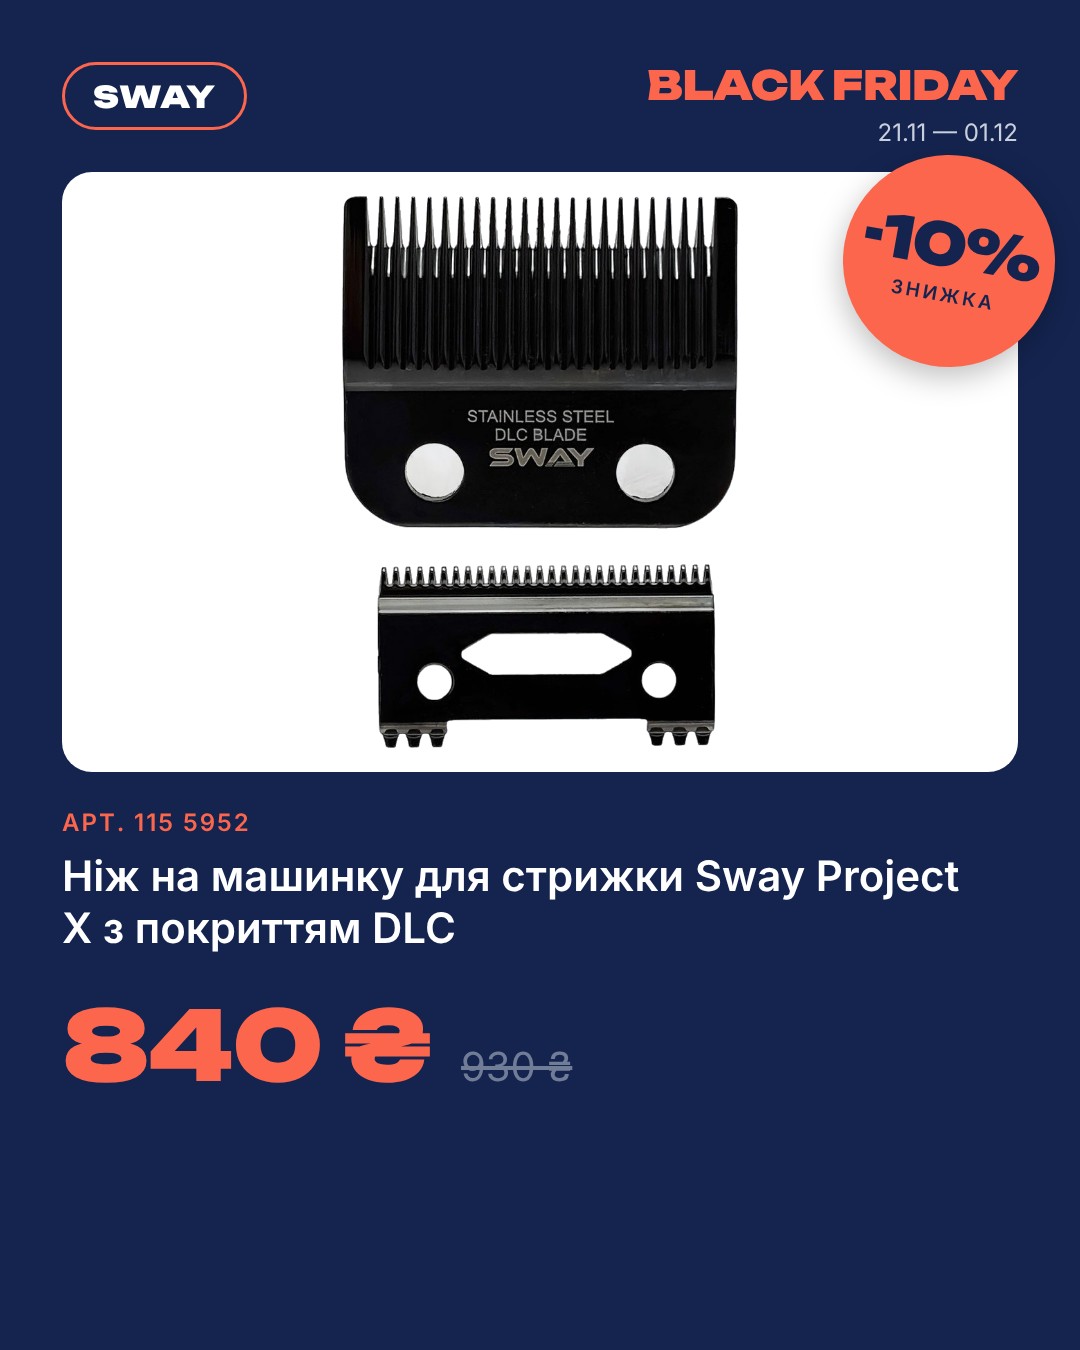 SWAY
BLACK FRIDAY
21.11 — 01.12
-10%
ЗНИЖКА
STAINLESS STEEL
DLC BLADE
SWAY
АРТ. 115 5952
Ніж на машинку для стрижки Sway Project
X з покриттям DLC
840 ₴ 930 ₴